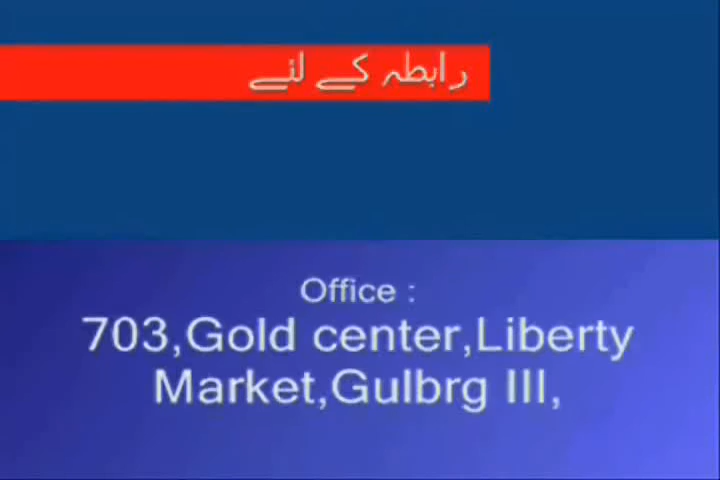 رابطہ کے لئے
Office :
703,Gold center,Liberty
Market,Gulbrg III,